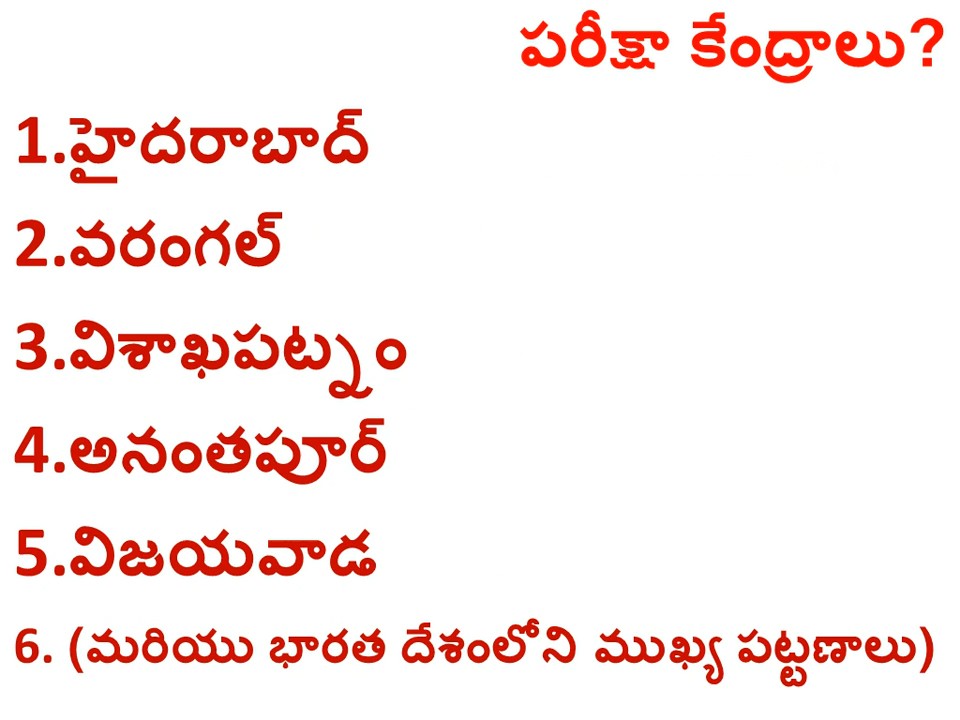 పరీక్షా కేంద్రాలు?
1.హైదరాబాద్
2.వరంగల్
3.విశాఖపట్నం
4.అనంతపూర్
5.విజయవాడ
6. (మరియు భారత దేశంలోని ముఖ్య పట్టణాలు)